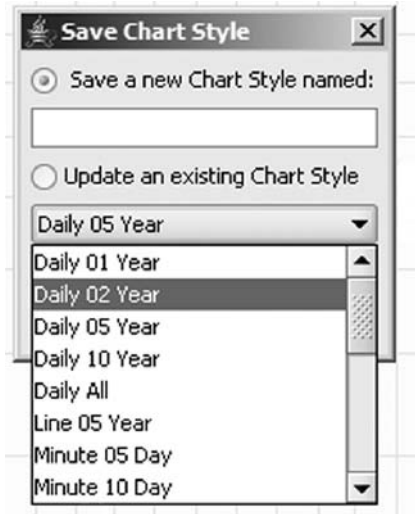 Save Chart Style
Save a new Chart Style named:
Update an existing Chart Style
Daily 05 Year
Daily 01 Year
Daily 02 Year
Daily 05 Year
Daily 10 Year
Daily All
Line 05 Year
Minute 05 Day
Minute 10 Day